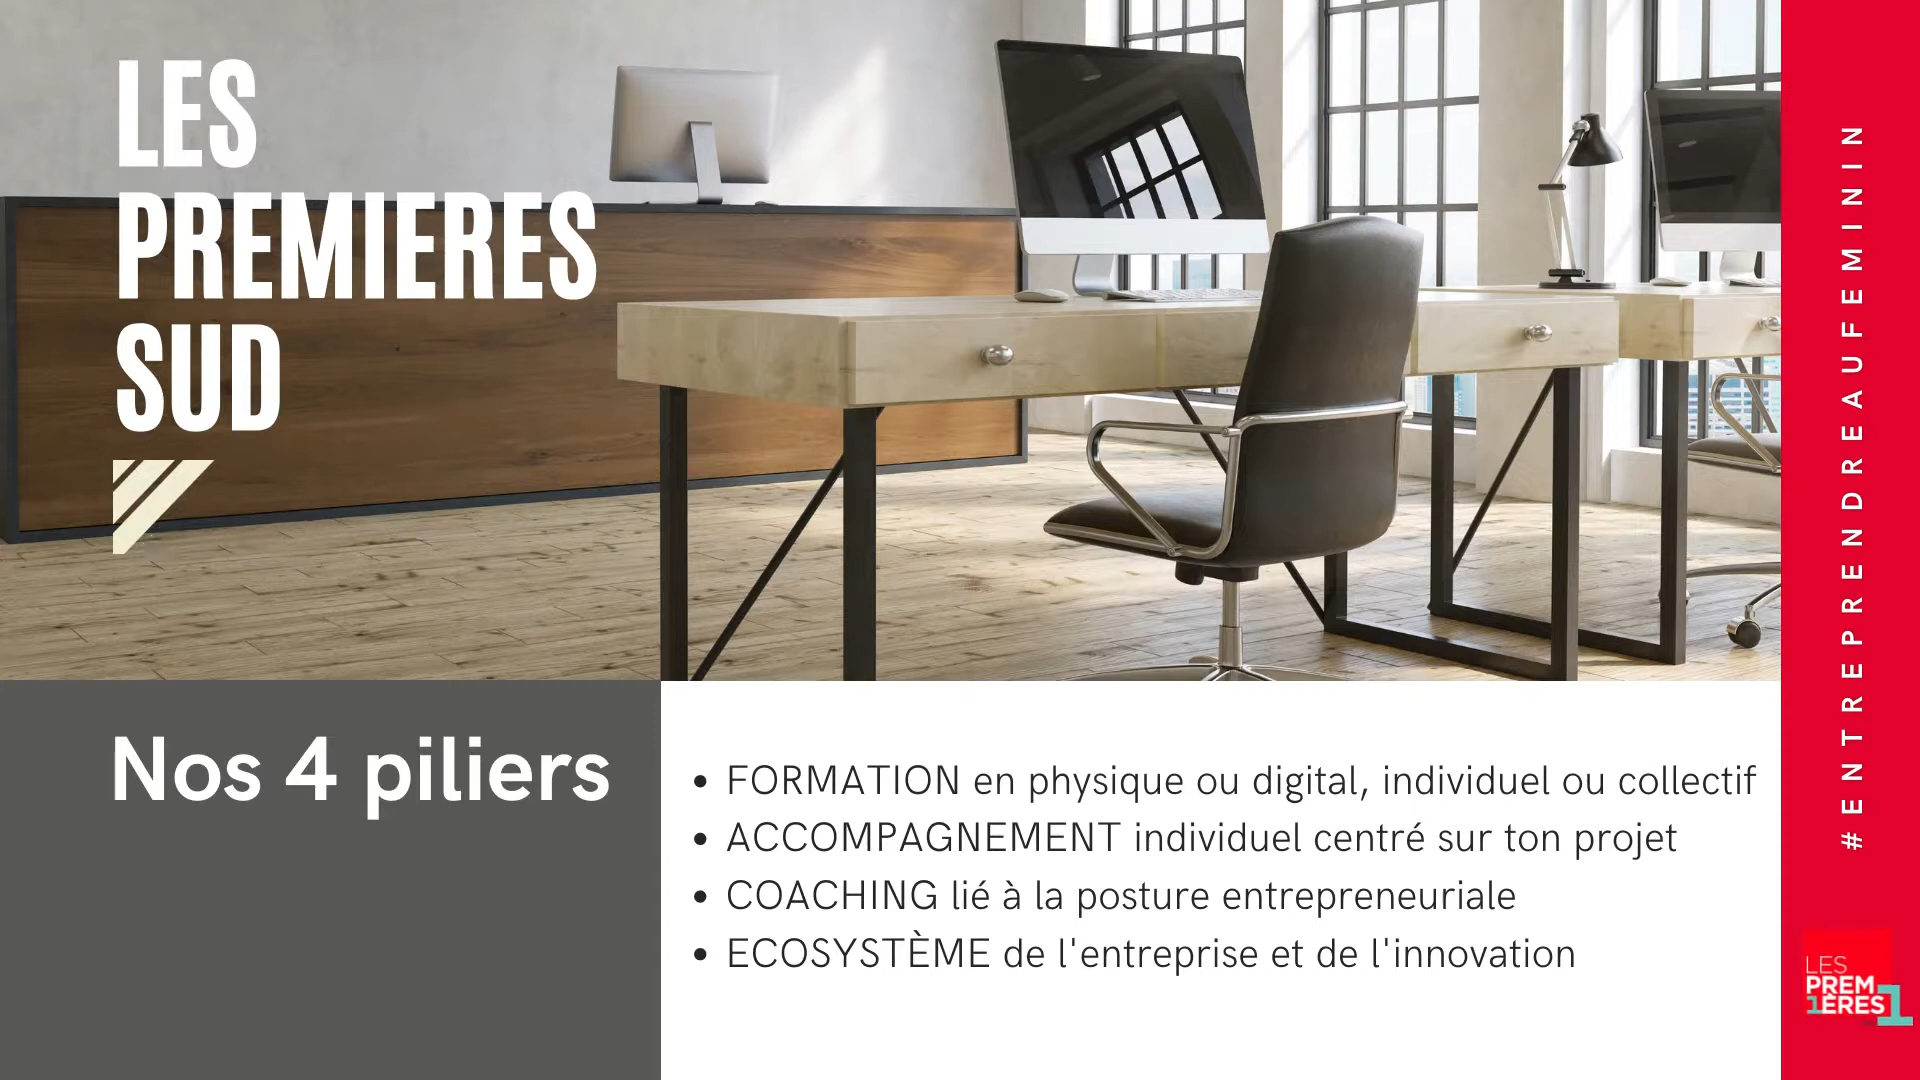 LES
PREMIERES
SUD
Nos 4 piliers
• FORMATION en physique ou digital, individuel ou collectif
• ACCOMPAGNEMENT individuel centré sur ton projet
• COACHING lié à la posture entrepreneuriale
• ECOSYSTÈME de l'entreprise et de l'innovation
#ENTREPRENDREAUFEMININ
LES
PREM
1ÈRES